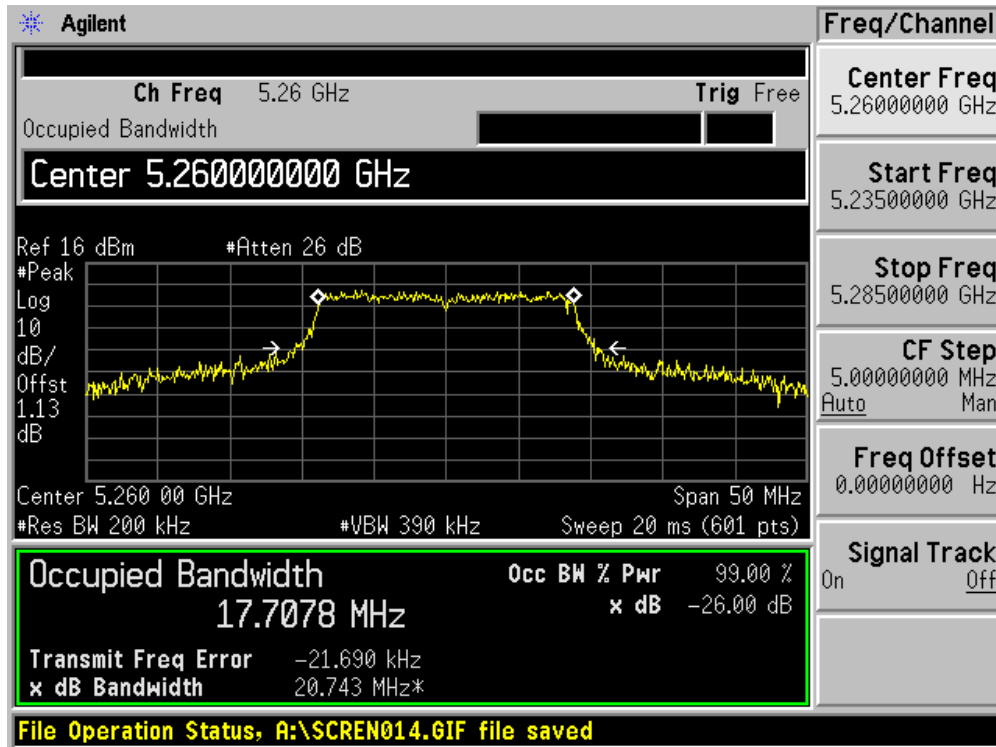 Agilent
Ch Freq 5.26 GHz Trig Free
Occupied Bandwidth
Center 5.260000000 GHz
Ref 16 dBm #Atten 26 dB
#Peak
Log
10
dB/
Offst
1.13
dB
Center 5.260 00 GHz Span 50 MHz
#Res BW 200 kHz #VBW 390 kHz Sweep 20 ms (601 pts)
Occupied Bandwidth Occ BW % Pwr 99.00 %
17.7078 MHz x dB -26.00 dB
Transmit Freq Error -21.690 kHz
x dB Bandwidth 20.743 MHz*
File Operation Status, A:\SCREN014.GIF file saved
Freq/Channel
Center Freq
5.26000000 GHz
Start Freq
5.23500000 GHz
Stop Freq
5.28500000 GHz
CF Step
5.00000000 MHz
Auto Man
Freq Offset
0.00000000 Hz
Signal Track
On Off